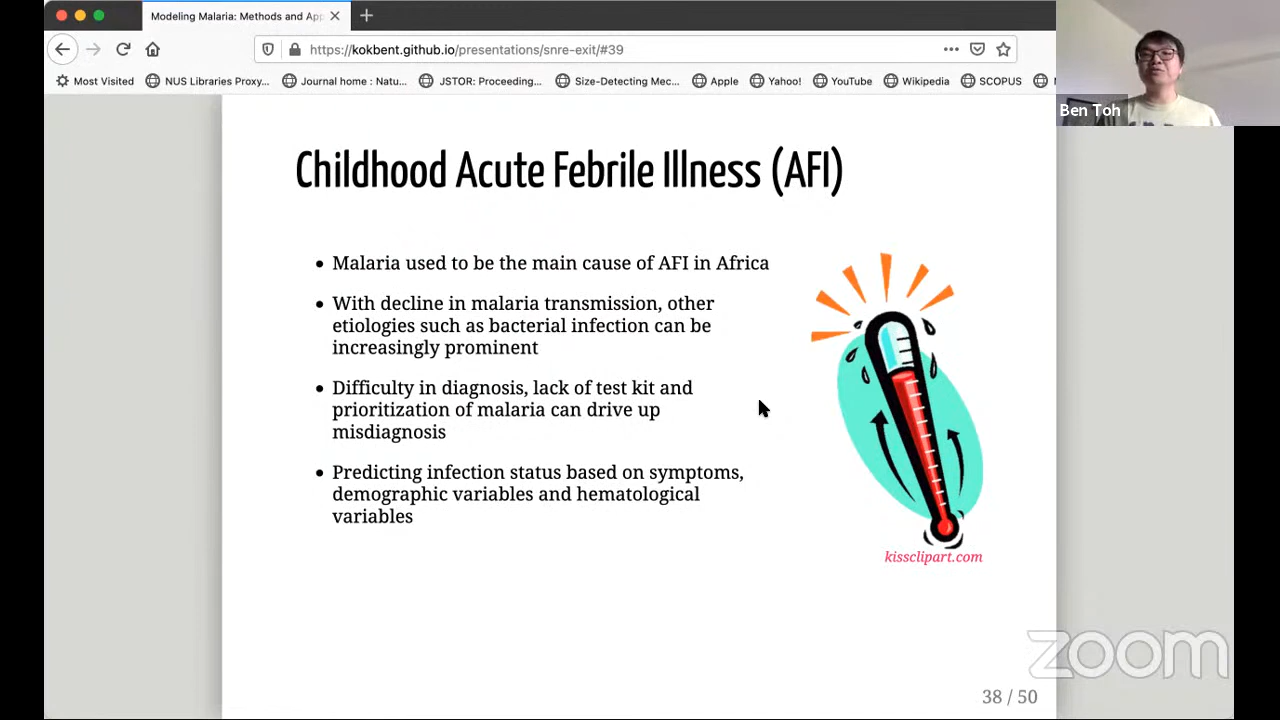 Modeling Malaria: Methods and App
https://kokbent.github.io/presentations/snre-exit/#39
Most Visited
NUS Libraries Proxy...
Journal home : Natu...
JSTOR: Proceeding...
Size-Detecting Mec...
Apple
Yahoo!
YouTube
Wikipedia
SCOPUS
Ben Toh
Childhood Acute Febrile Illness (AFI)
Malaria used to be the main cause of AFI in Africa
With decline in malaria transmission, other
etiologies such as bacterial infection can be
increasingly prominent
Difficulty in diagnosis, lack of test kit and
prioritization of malaria can drive up
misdiagnosis
Predicting infection status based on symptoms,
demographic variables and hematological
variables
kissclipart.com
zoom
38 / 50